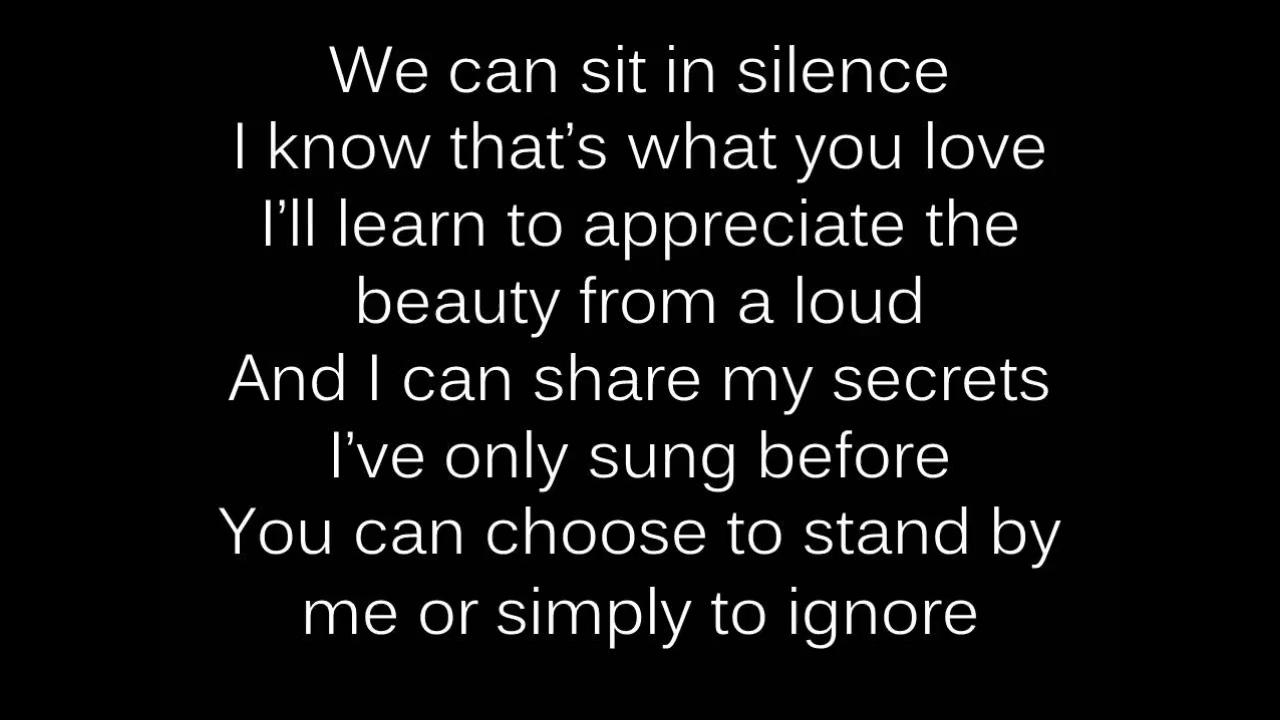 We can sit in silence
I know that’s what you love
I’ll learn to appreciate the
beauty from a loud
And I can share my secrets
I’ve only sung before
You can choose to stand by
me or simply to ignore